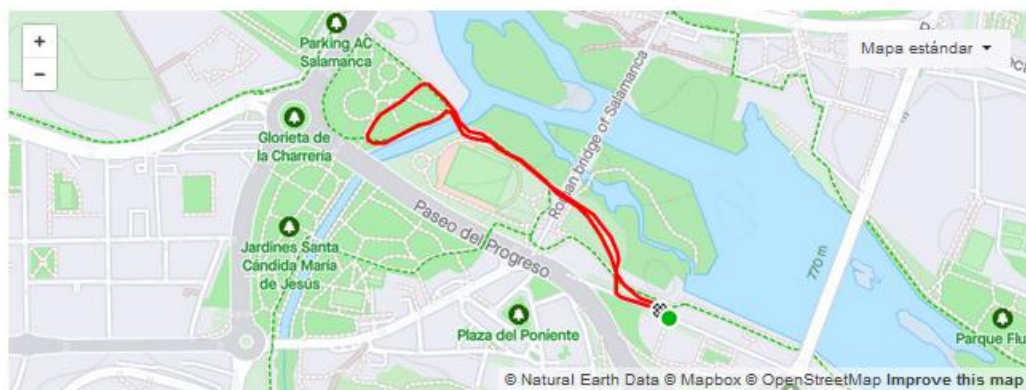 +
−
Parking AC
Salamanca
Mapa estándar
Glorieta de
la Charrería
Roman bridge of Salamanca
Paseo del Progreso
Jardines Santa
Cándida María
de Jesús
770 m
Plaza del Poniente
Parque Flu
© Natural Earth Data © Mapbox © OpenStreetMap Improve this map